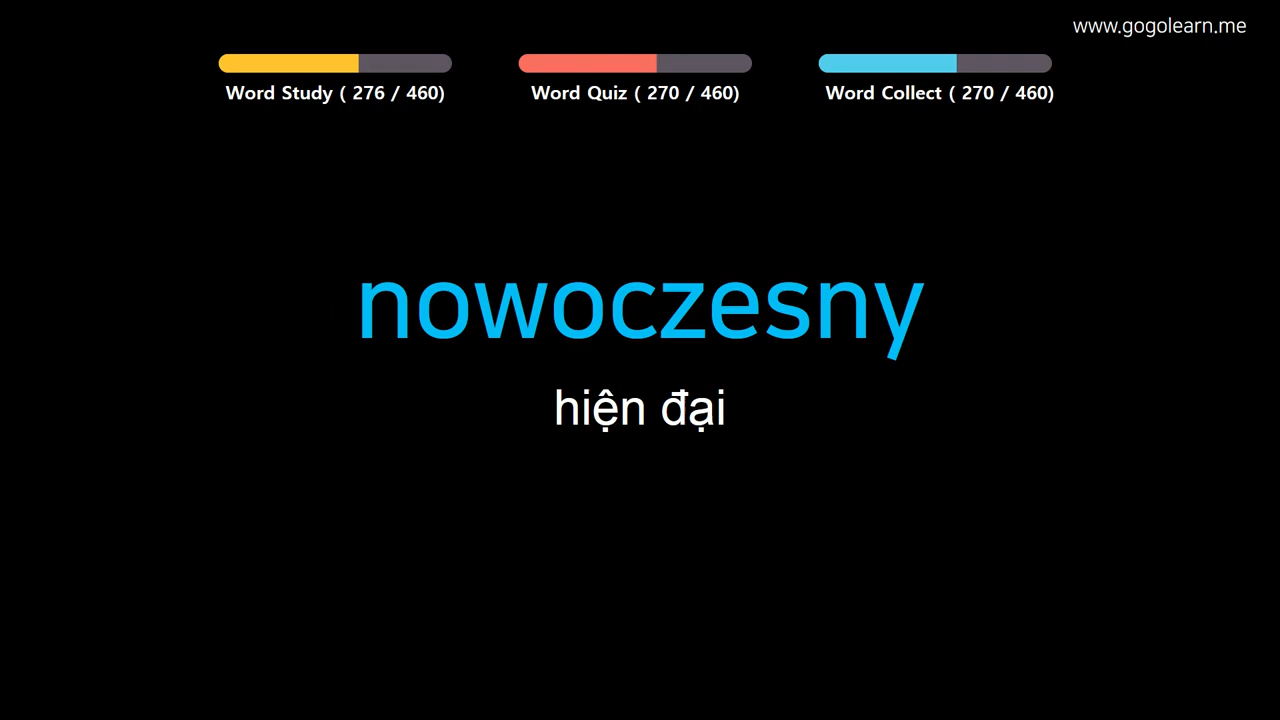 www.gogolearn.me
Word Study ( 276 / 460)
Word Quiz ( 270 / 460)
Word Collect ( 270 / 460)
nowoczesny
hiện đại